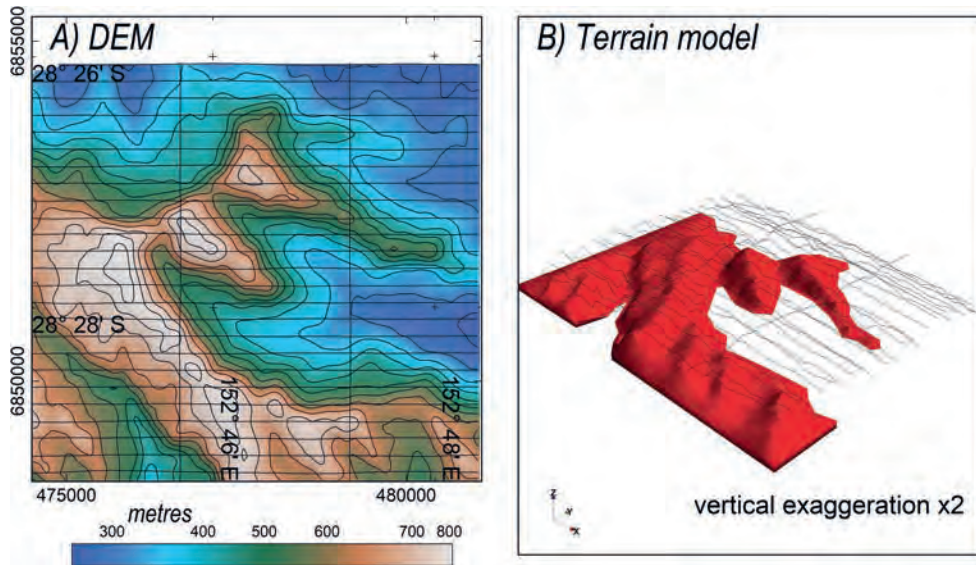 A) DEM
B) Terrain model
6855000
28° 26' S
28° 28' S
6850000
152° 46' E
152° 48' E
475000
480000
metres
300 400 500 600 700 800
z
Y
X
vertical exaggeration x2